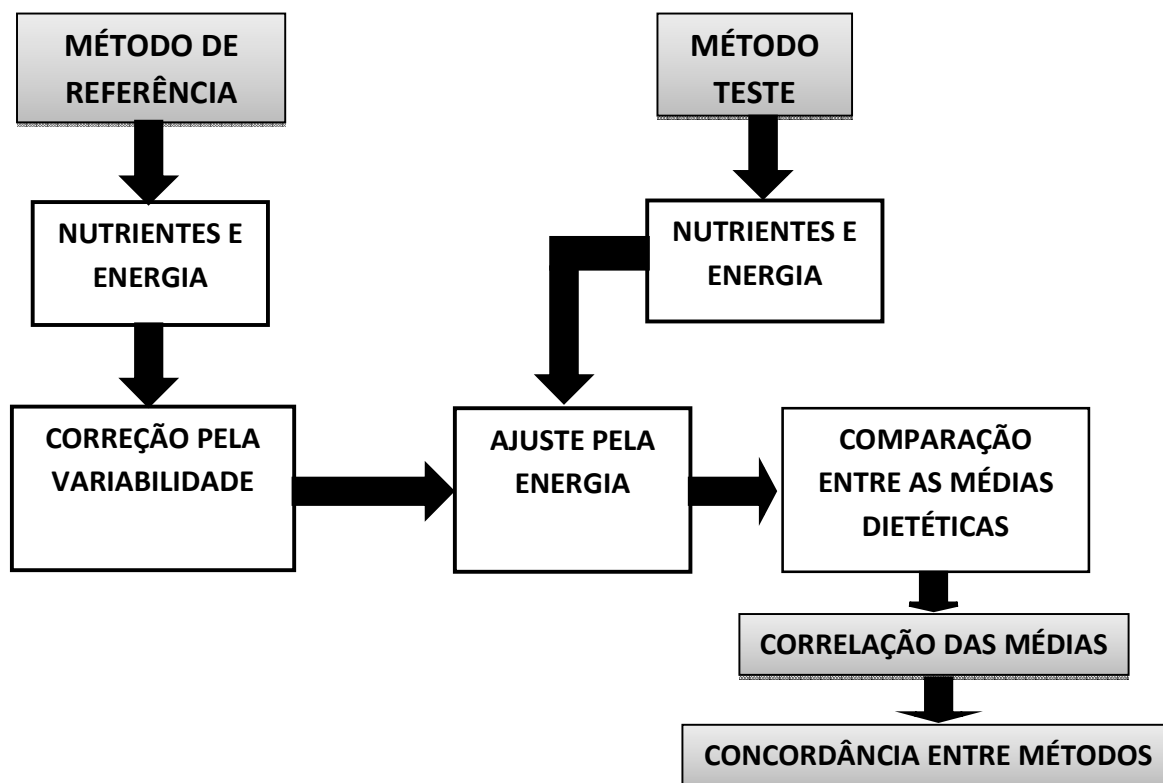 MÉTODO DE
REFERÊNCIA
MÉTODO
TESTE
NUTRIENTES E
ENERGIA
NUTRIENTES E
ENERGIA
CORREÇÃO PELA
VARIABILIDADE
AJUSTE PELA
ENERGIA
COMPARAÇÃO
ENTRE AS MÉDIAS
DIETÉTICAS
CORRELAÇÃO DAS MÉDIAS
CONCORDÂNCIA ENTRE MÉTODOS